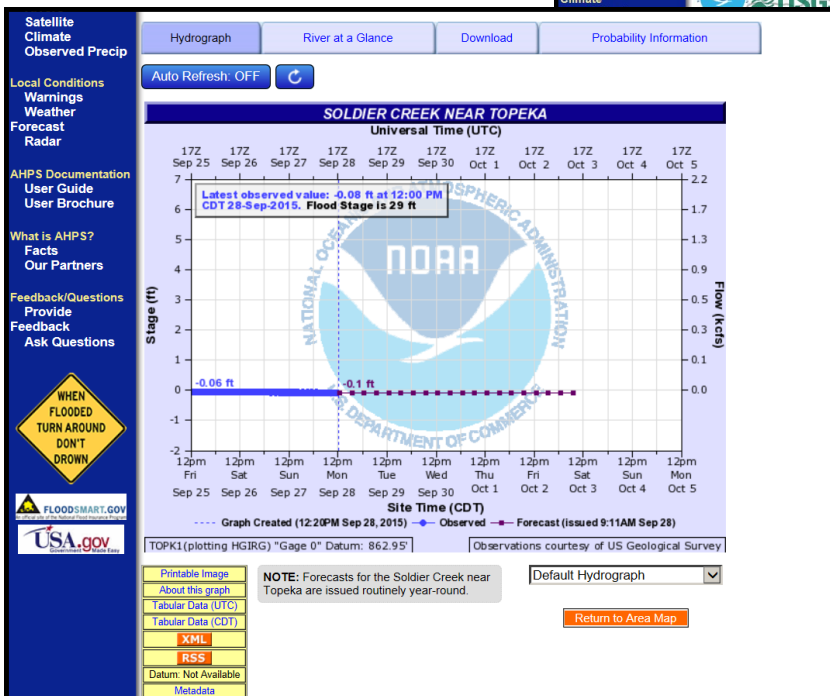 Climate
Satellite
Climate
Observed Precip
Local Conditions
Warnings
Weather
Forecast
Radar
AHPS Documentation
User Guide
User Brochure
What is AHPS?
Facts
Our Partners
Feedback/Questions
Provide
Feedback
Ask Questions
WHEN
FLOODED
TURN AROUND
DON'T
DROWN
FLOODSMART.GOV
An official site of the National Flood Insurance Program
USA.gov
Government Made Easy
Hydrograph River at a Glance Download Probability Information
Auto Refresh: OFF
SOLDIER CREEK NEAR TOPEKA
Universal Time (UTC)
17Z 17Z 17Z 17Z 17Z 17Z 17Z 17Z 17Z 17Z 17Z
Sep 25 Sep 26 Sep 27 Sep 28 Sep 29 Sep 30 Oct 1 Oct 2 Oct 3 Oct 4 Oct 5
Latest observed value: -0.08 ft at 12:00 PM
CDT 28-Sep-2015. Flood Stage is 29 ft
Stage (ft)
7
6
5
4
3
2
1
0
-1
-2
2.2
1.7
1.3
0.9
0.5
0.3
0.1
0.0
Flow (kcfs)
NATIONAL OCEANIC AND ATMOSPHERIC ADMINISTRATION
NOAA
U.S. DEPARTMENT OF COMMERCE
-0.06 ft
-0.1 ft
12pm 12pm 12pm 12pm 12pm 12pm 12pm 12pm 12pm 12pm 12pm
Fri Sat Sun Mon Tue Wed Thu Fri Sat Sun Mon
Sep 25 Sep 26 Sep 27 Sep 28 Sep 29 Sep 30 Oct 1 Oct 2 Oct 3 Oct 4 Oct 5
Site Time (CDT)
Graph Created (12:20PM Sep 28, 2015) Observed Forecast (issued 9:11AM Sep 28)
TOPK1(plotting HGIRG) "Gage 0" Datum: 862.95' Observations courtesy of US Geological Survey
Printable Image
About this graph
Tabular Data (UTC)
Tabular Data (CDT)
XML
RSS
Datum: Not Available
Metadata
NOTE: Forecasts for the Soldier Creek near
Topeka are issued routinely year-round.
Default Hydrograph
Return to Area Map